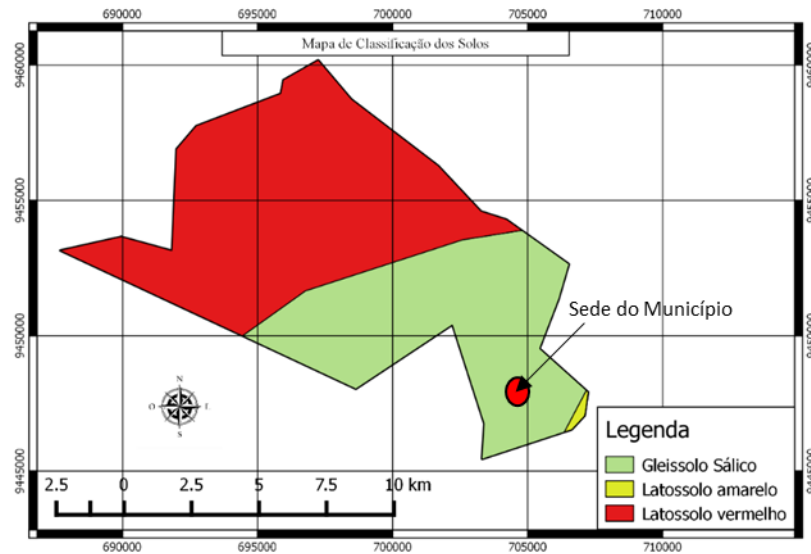 690000 695000 700000 705000 710000
Mapa de Classificação dos Solos
9460000 9460000
9455000 9455000
Sede do Município
9450000 9450000
N
O L
S
Legenda
Gleissolo Sálico
9445000 9445000
2.5 0 2.5 5 7.5 10 km
Latossolo amarelo
Latossolo vermelho
690000 695000 700000 705000 710000